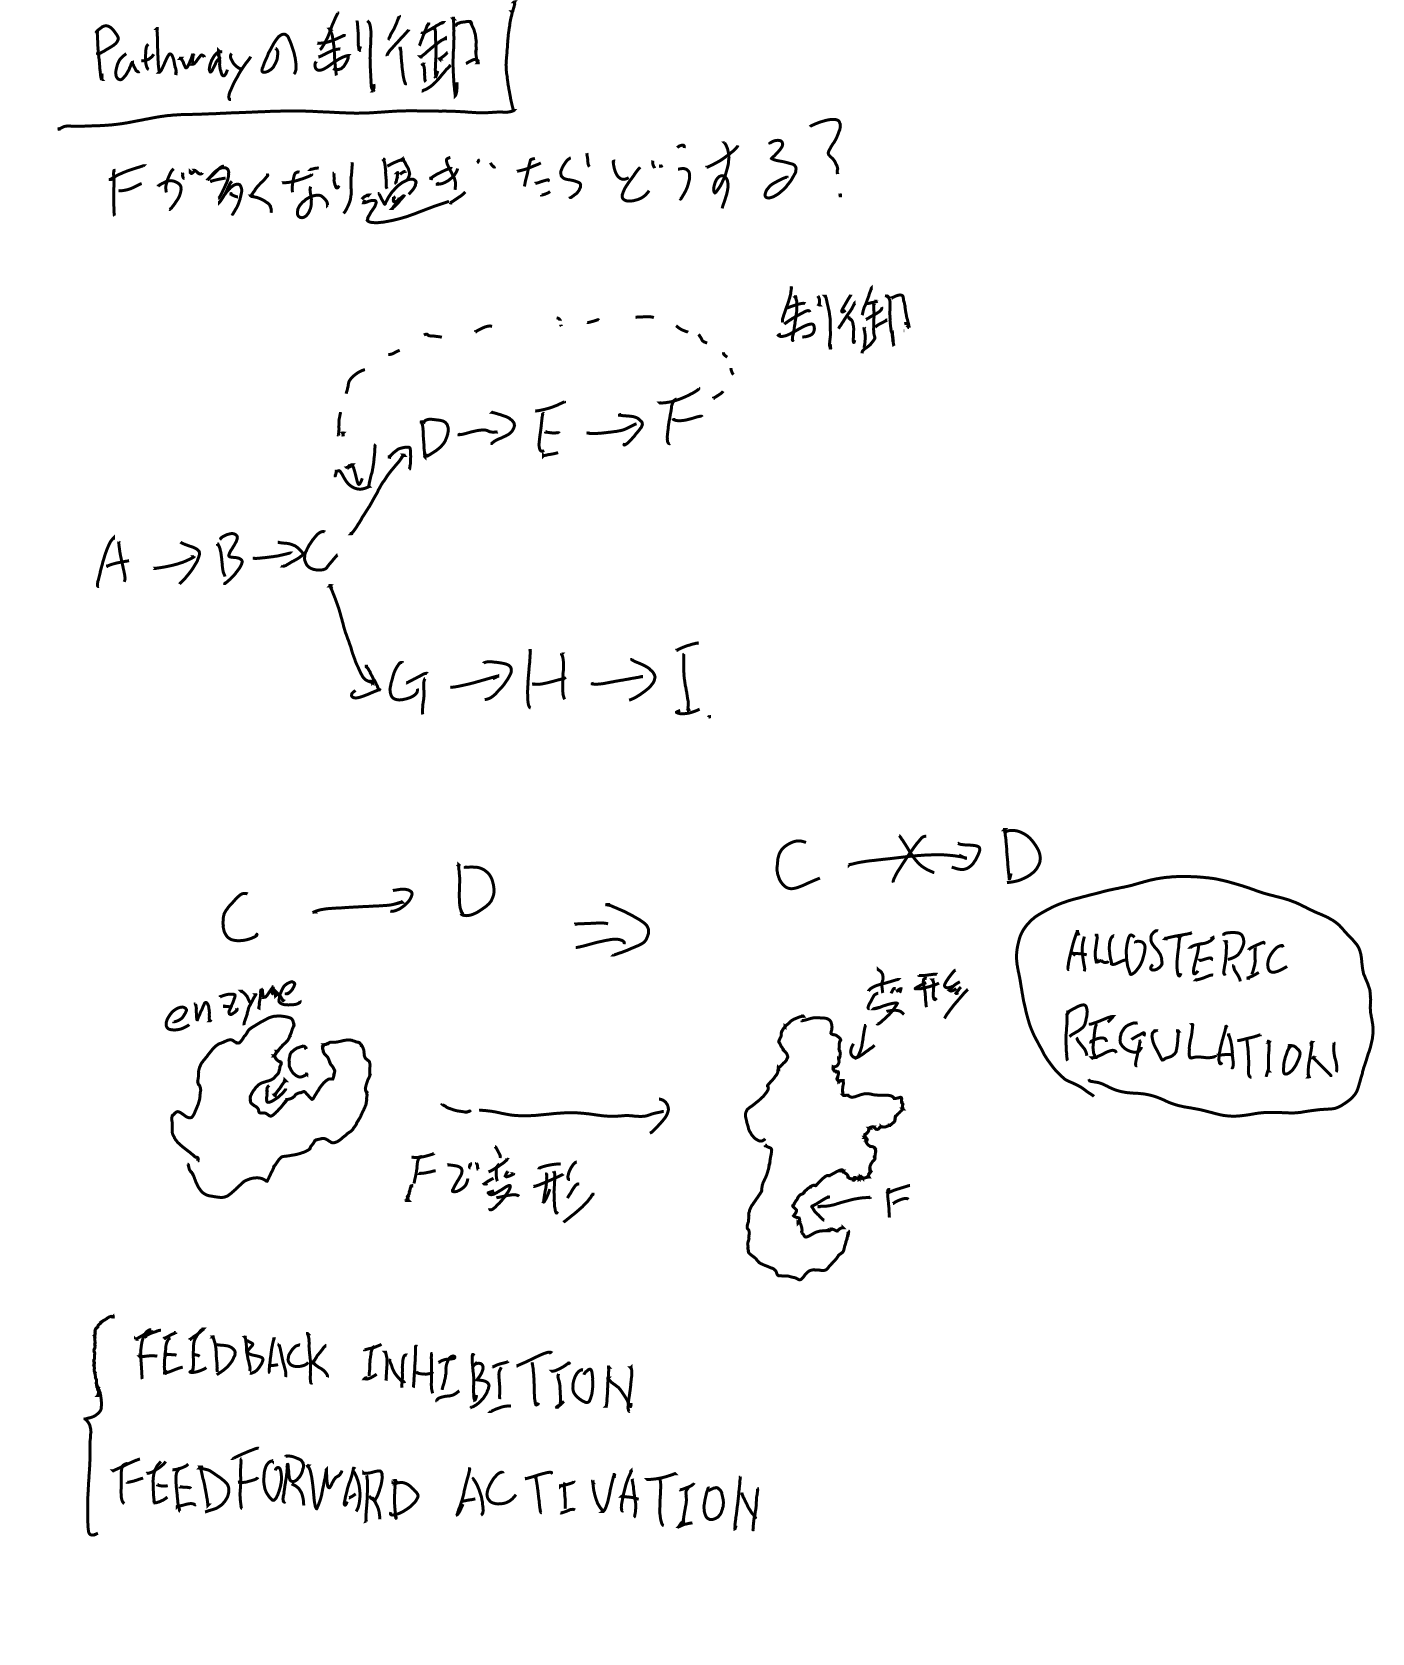 Pathwayの制御
Fが多くなり過ぎたらどうする?
制御
D→E→F
A→B→C
G→H→I.
C→D
⇒
C→D
ALLOSTERIC
REGULATION
enzyme
C
変形
Fで変形
F
FEEDBACK INHIBITION
FEEDFORWARD ACTIVATION